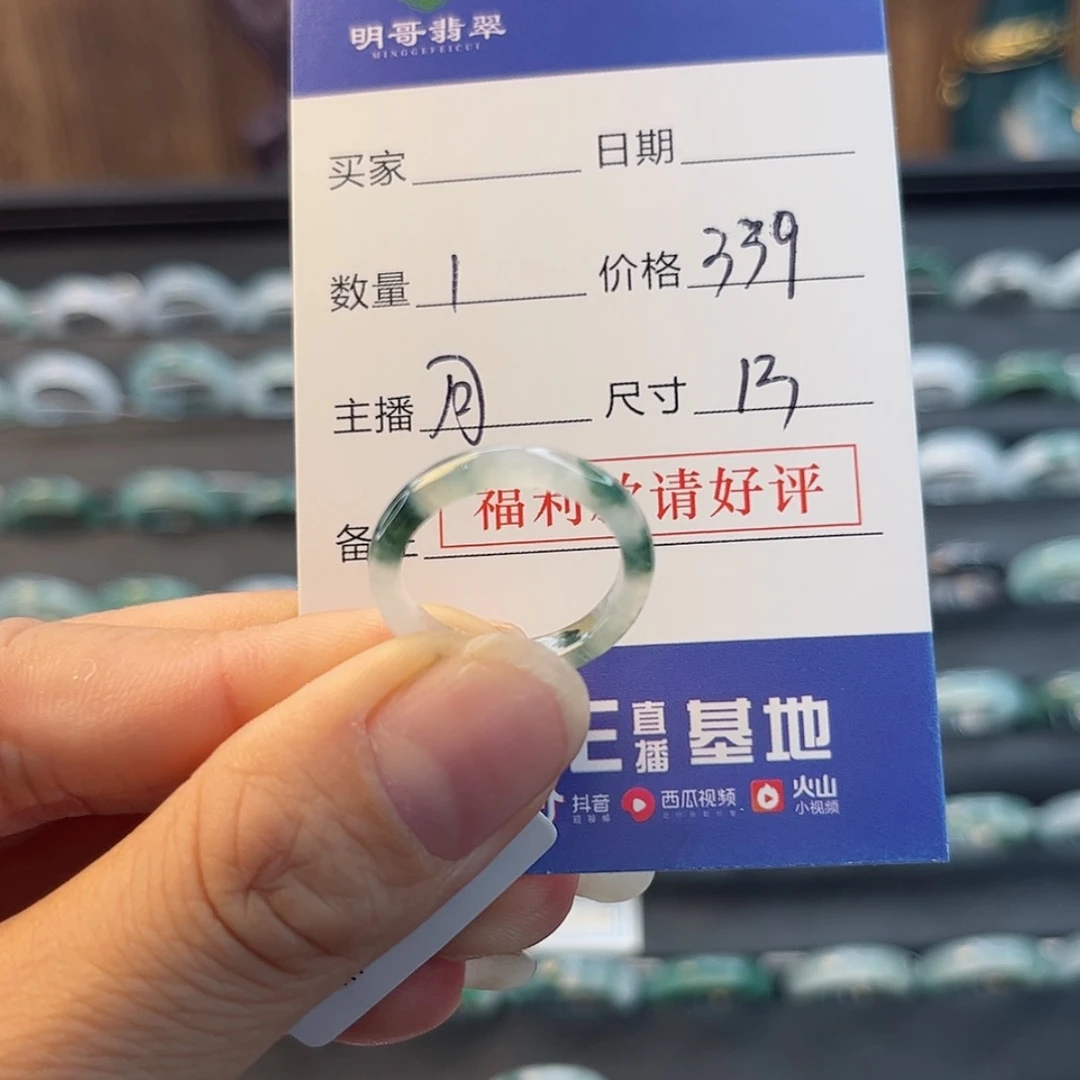 明哥翡翠
MINGGEFEICUI
买家 日期
数量 1 价格 339
主播 周 尺寸 13
备
福利 请好评
直播基地
抖音 西瓜视频 火山
小视频